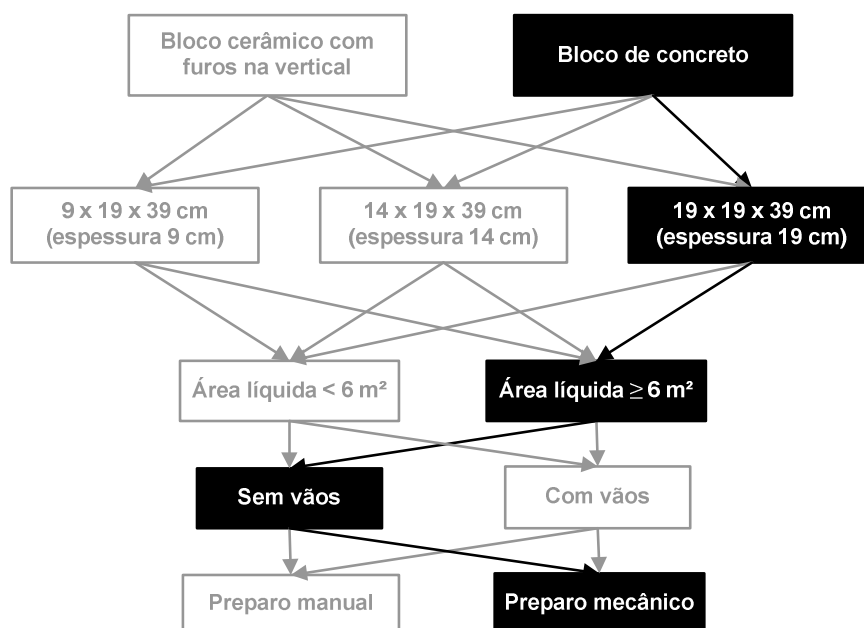 Bloco cerâmico com
furos na vertical
Bloco de concreto
9 x 19 x 39 cm
(espessura 9 cm)
14 x 19 x 39 cm
(espessura 14 cm)
19 x 19 x 39 cm
(espessura 19 cm)
Área líquida < 6 m²
Área líquida ≥ 6 m²
Sem vãos
Com vãos
Preparo manual
Preparo mecânico